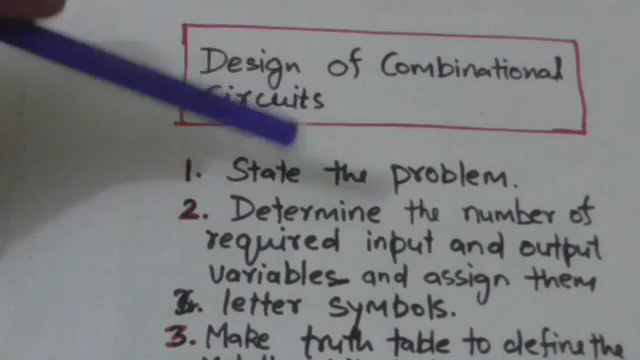 Design of Combinational
Circuits
1. State the problem.
2. Determine the number of
required input and output
variables and assign them
letter symbols.
3. Make truth table to define the